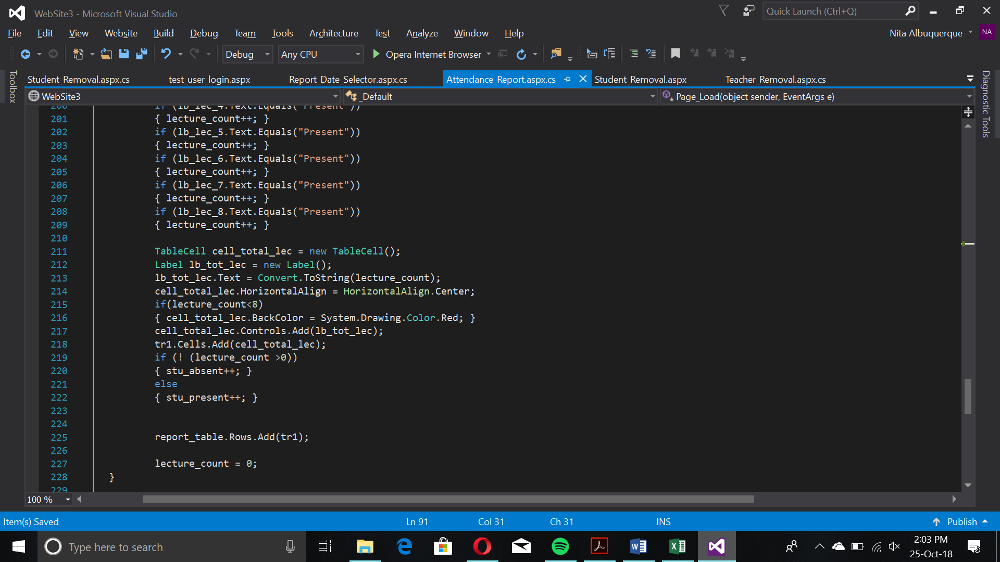 WebSite3 - Microsoft Visual Studio
Quick Launch (Ctrl+Q)
File Edit View Website Build Debug Team Tools Architecture Test Analyze Window Help
Nita Albuquerque NA
Debug Any CPU Opera Internet Browser
Toolbox
Student_Removal.aspx.cs test_user_login.aspx Report_Date_Selector.aspx.cs Attendance_Report.aspx.cs Student_Removal.aspx Teacher_Removal.aspx.cs
Diagnostic Tools
WebSite3 _Default Page_Load(object sender, EventArgs e)
200 if (lb_lec_4.Text.Equals("Present"))
201 { lecture_count++; }
202 if (lb_lec_5.Text.Equals("Present"))
203 { lecture_count++; }
204 if (lb_lec_6.Text.Equals("Present"))
205 { lecture_count++; }
206 if (lb_lec_7.Text.Equals("Present"))
207 { lecture_count++; }
208 if (lb_lec_8.Text.Equals("Present"))
209 { lecture_count++; }
210
211 TableCell cell_total_lec = new TableCell();
212 Label lb_tot_lec = new Label();
213 lb_tot_lec.Text = Convert.ToString(lecture_count);
214 cell_total_lec.HorizontalAlign = HorizontalAlign.Center;
215 if(lecture_count<8)
216 { cell_total_lec.BackColor = System.Drawing.Color.Red; }
217 cell_total_lec.Controls.Add(lb_tot_lec);
218 tr1.Cells.Add(cell_total_lec);
219 if (! (lecture_count >0))
220 { stu_absent++; }
221 else
222 { stu_present++; }
223
224
225 report_table.Rows.Add(tr1);
226
227 lecture_count = 0;
228 }
229
100 %
Item(s) Saved Ln 91 Col 31 Ch 31 INS Publish
Type here to search
2:03 PM
25-Oct-18